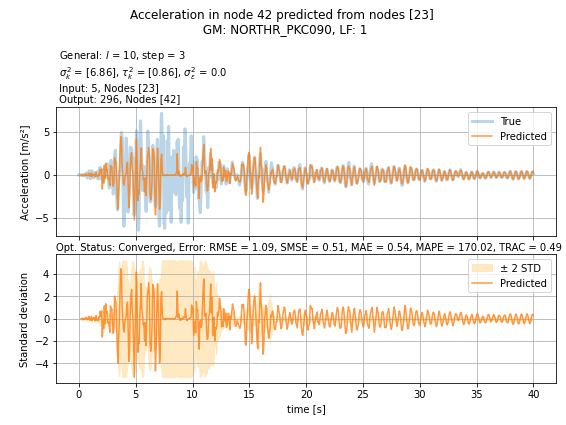 Acceleration in node 42 predicted from nodes [23]
GM: NORTHR_PKC090, LF: 1
General: l = 10, step = 3
σ²ₖ = [6.86], τ²ₖ = [0.86], σ²ε = 0.0
Input: 5, Nodes [23]
Output: 296, Nodes [42]
Acceleration [m/s²]
5
0
−5
True
Predicted
Opt. Status: Converged, Error: RMSE = 1.09, SMSE = 0.51, MAE = 0.54, MAPE = 170.02, TRAC = 0.49
Standard deviation
4
2
0
−2
−4
± 2 STD
Predicted
0 5 10 15 20 25 30 35 40
time [s]